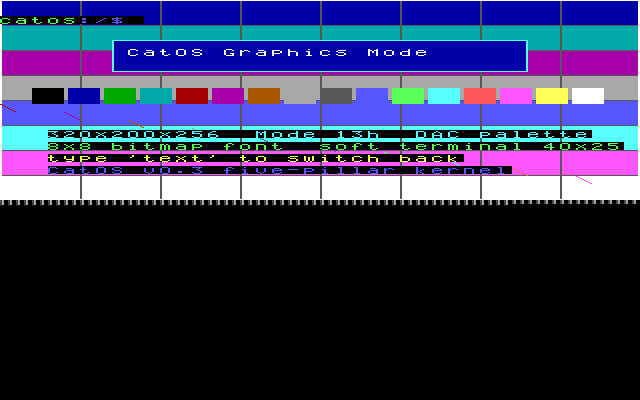 catos:/$
CatOS Graphics Mode
320x200x256  Mode 13h  DAC palette
8x8 bitmap font  soft terminal 40x25
type 'text' to switch back
CatOS v0.3 five-pillar kernel